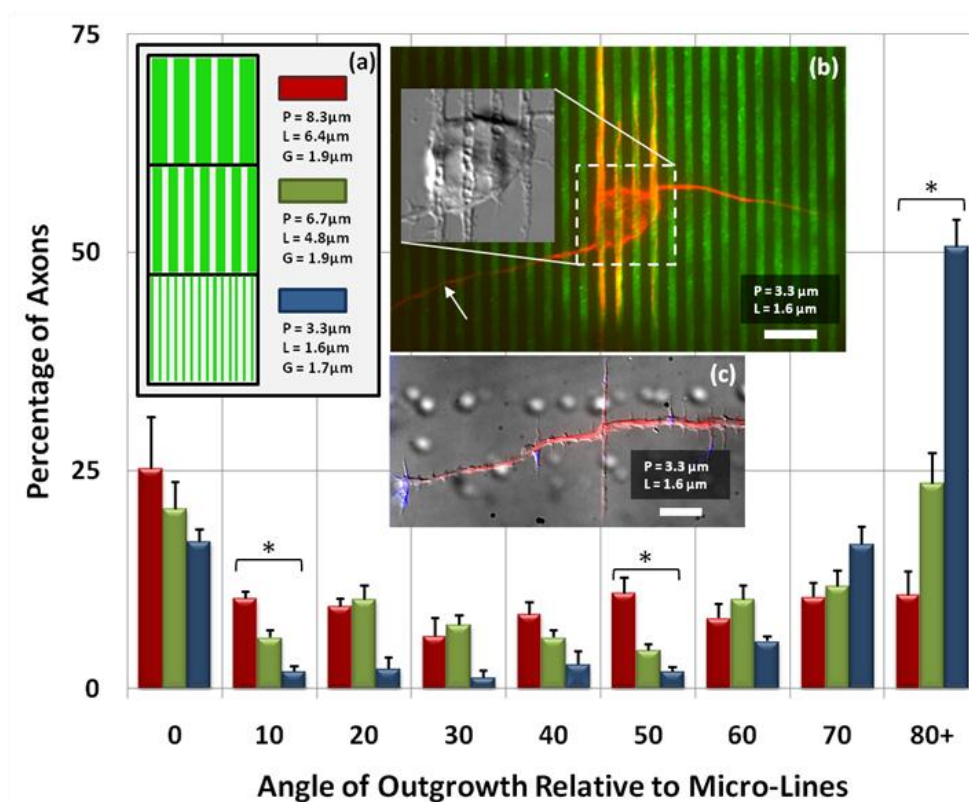 75
50
25
0
Percentage of Axons
(a)
P = 8.3µm
L = 6.4µm
G = 1.9µm
P = 6.7µm
L = 4.8µm
G = 1.9µm
P = 3.3µm
L = 1.6µm
G = 1.7µm
(b)
P = 3.3 µm
L = 1.6 µm
(c)
P = 3.3 µm
L = 1.6 µm
*
*
*
0 10 20 30 40 50 60 70 80+
Angle of Outgrowth Relative to Micro-Lines